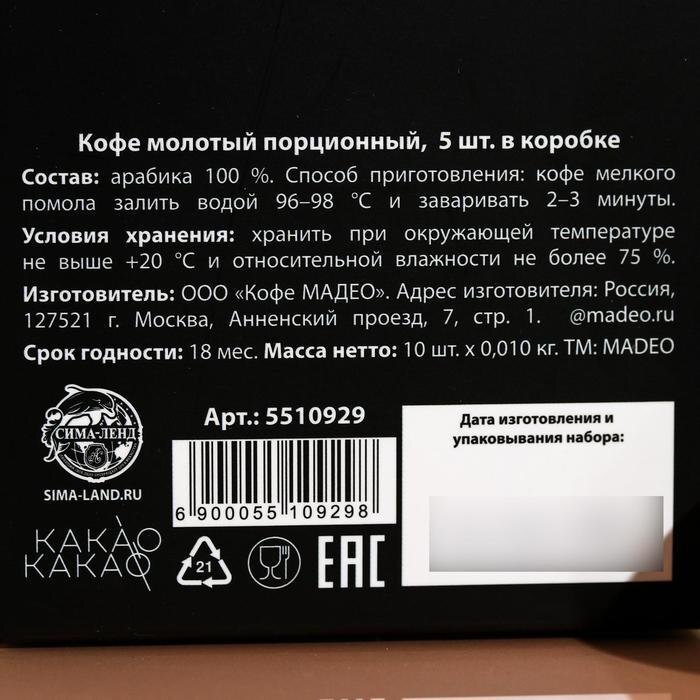 Кофе молотый порционный, 5 шт. в коробке
Состав: арабика 100 %. Способ приготовления: кофе мелкого
помола залить водой 96–98 °C и заваривать 2–3 минуты.
Условия хранения: хранить при окружающей температуре
не выше +20 °C и относительной влажности не более 75 %.
Изготовитель: ООО «Кофе МАДЕО». Адрес изготовителя: Россия,
127521 г. Москва, Анненский проезд, 7, стр. 1. @madeo.ru
Срок годности: 18 мес. Масса нетто: 10 шт. x 0,010 кг. ТМ: MADEO
СИМА-ЛЕНД
SIMA-LAND.RU
КАКАО
КАКАО
Арт.: 5510929
6 900055 109298
21
EAC
Дата изготовления и
упаковывания набора: